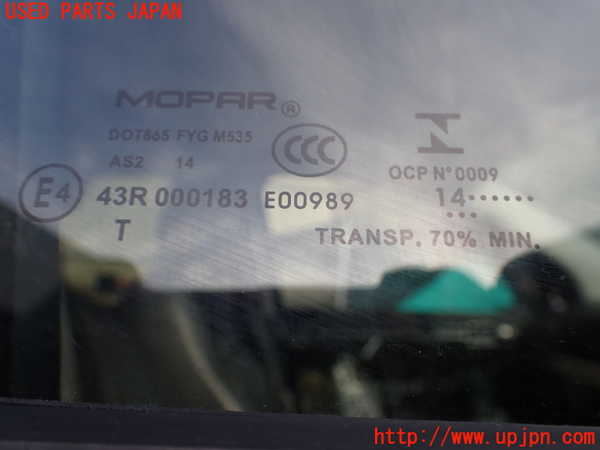 USED PARTS JAPAN
MOPAR®
DOT865 FYG M535
AS2 14
CCC
OCP N°0009
E4
43R 000183 E00989
14••••••
•••
T
TRANSP. 70% MIN.
http://www.upjpn.com/